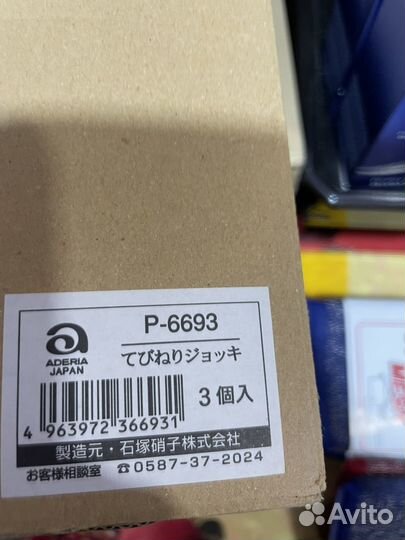 P-6693
ADERIA
JAPAN
てびねりジョッキ
3個入
4 963972 366931
製造元・石塚硝子株式会社
お客様相談室 ☎0587-37-2024
Avito